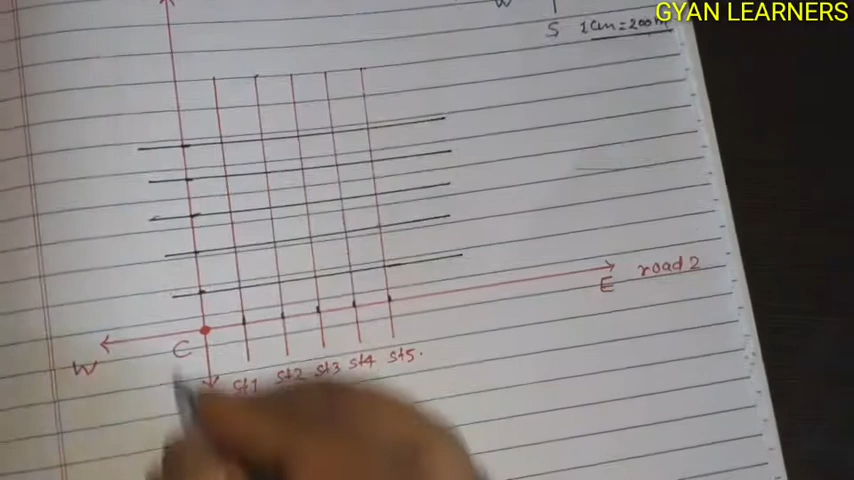 GYAN LEARNERS
W
S 1cm=200m
E road 2
C
W
St1 St2 St3 St4 St5.